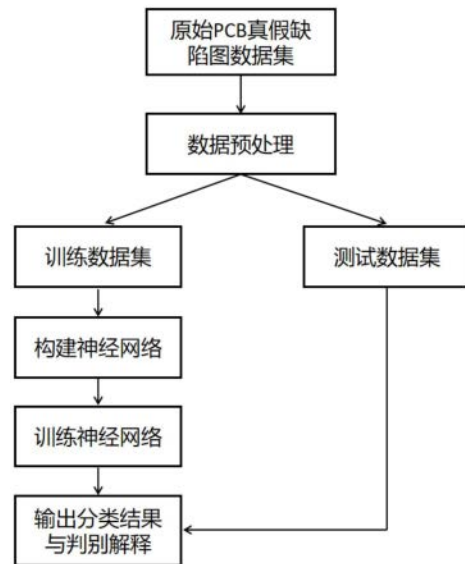 原始PCB真假缺
陷图数据集
数据预处理
训练数据集
测试数据集
构建神经网络
训练神经网络
输出分类结果
与判别解释